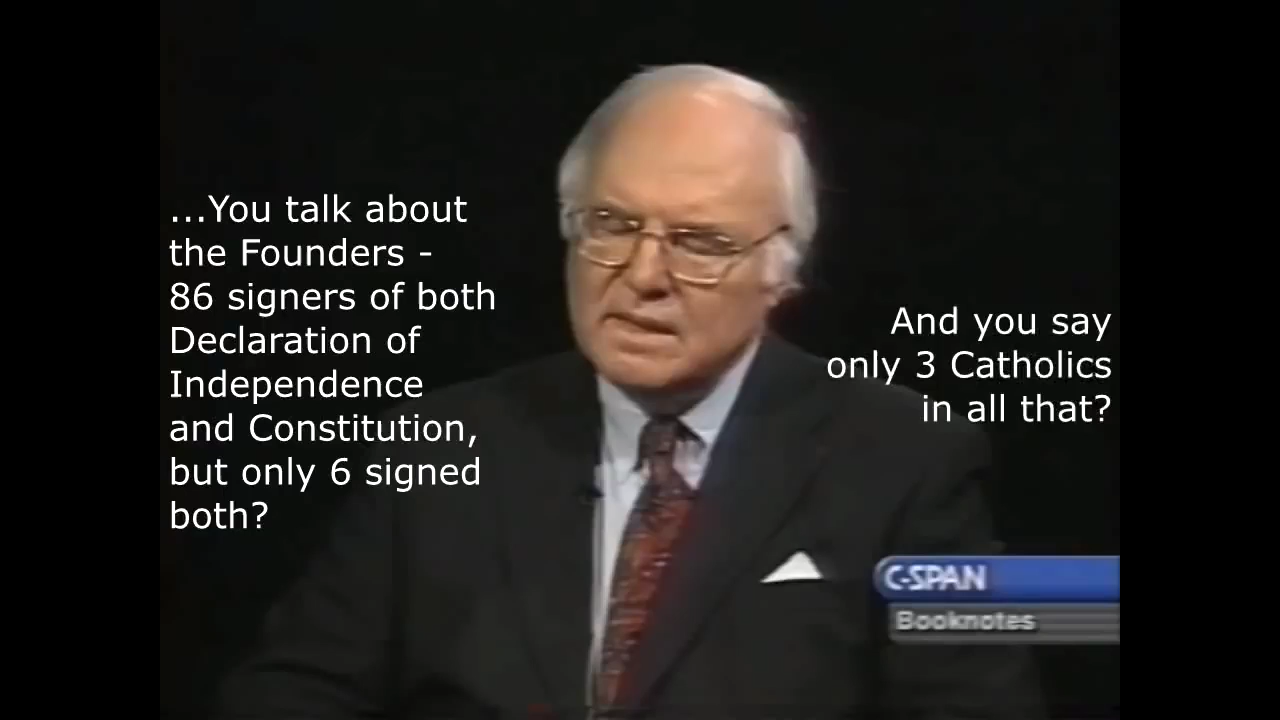 ...You talk about
the Founders -
86 signers of both
Declaration of
Independence
and Constitution,
but only 6 signed
both?
And you say
only 3 Catholics
in all that?
C-SPAN
Booknotes